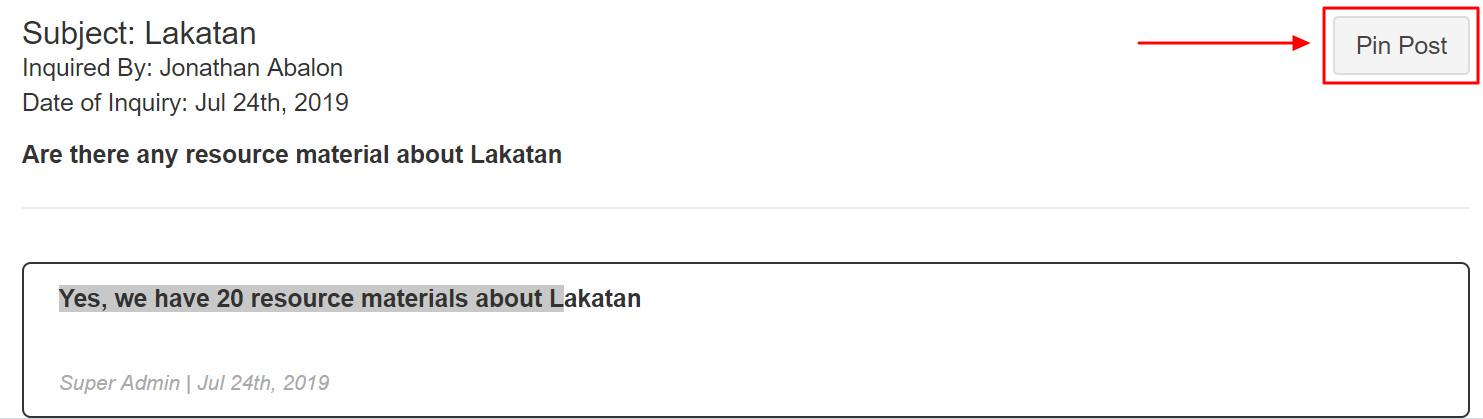 Subject: Lakatan
Pin Post
Inquired By: Jonathan Abalon
Date of Inquiry: Jul 24th, 2019
Are there any resource material about Lakatan
Yes, we have 20 resource materials about Lakatan
Super Admin | Jul 24th, 2019